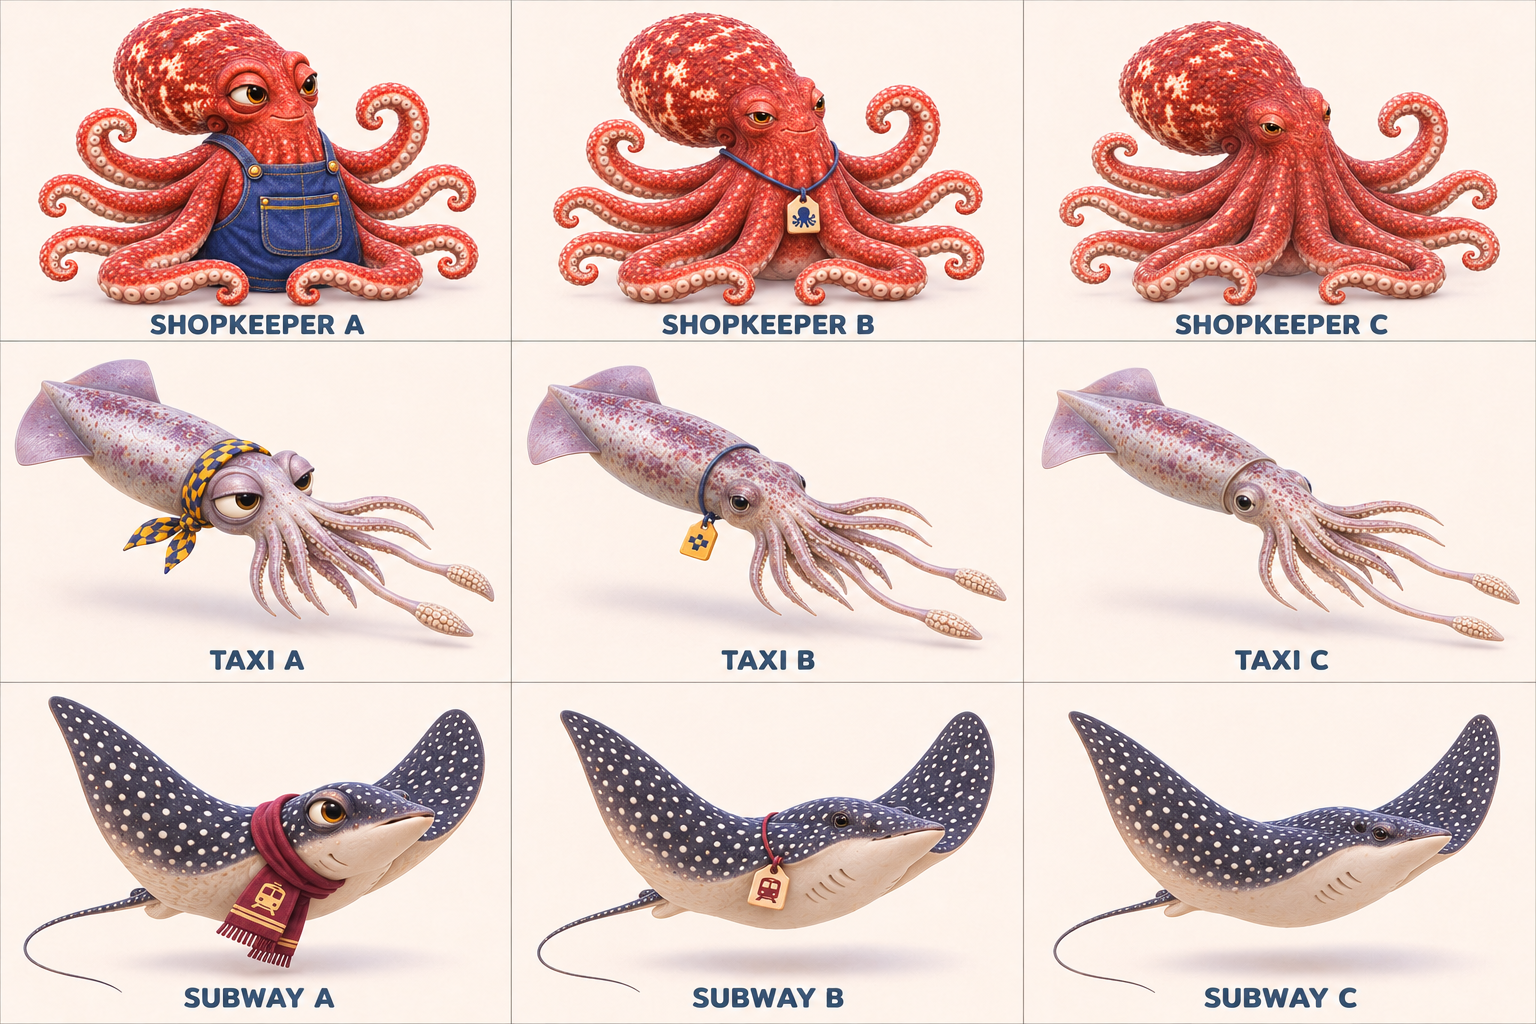 SHOPKEEPER A
SHOPKEEPER B
SHOPKEEPER C
TAXI A
TAXI B
TAXI C
SUBWAY A
SUBWAY B
SUBWAY C